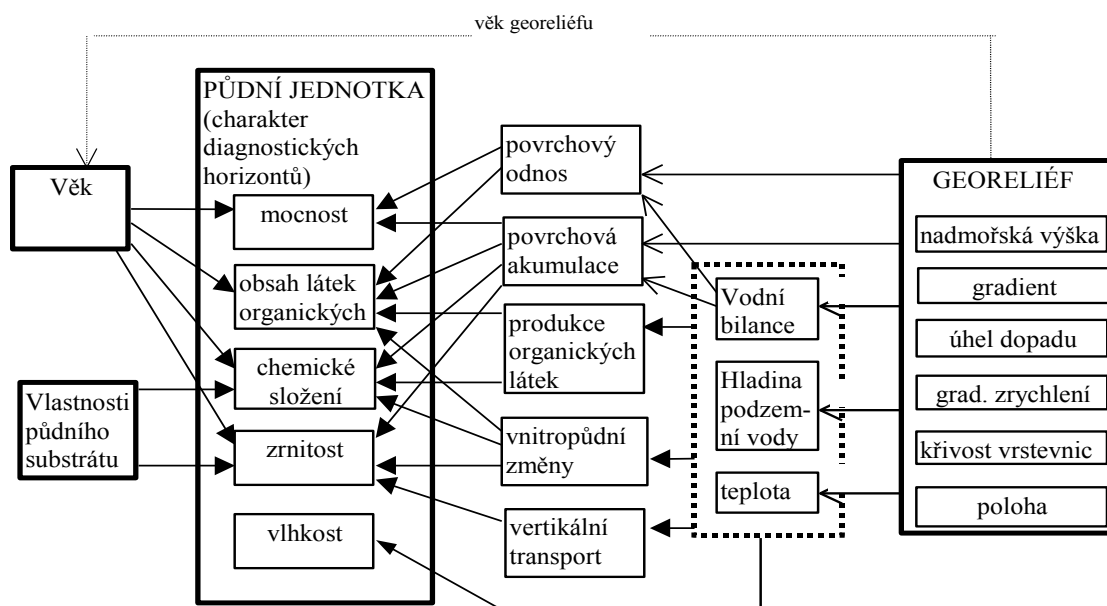 věk georeliéfu
Věk
Vlastnosti
půdního
substrátu
PŮDNÍ JEDNOTKA
(charakter
diagnostických
horizontů)
mocnost
obsah látek
organických
chemické
složení
zrnitost
vlhkost
povrchový
odnos
povrchová
akumulace
produkce
organických
látek
vnitropůdní
změny
vertikální
transport
Vodní
bilance
Hladina
podzem-
ní vody
teplota
GEORELIÉF
nadmořská výška
gradient
úhel dopadu
grad. zrychlení
křivost vrstevnic
poloha